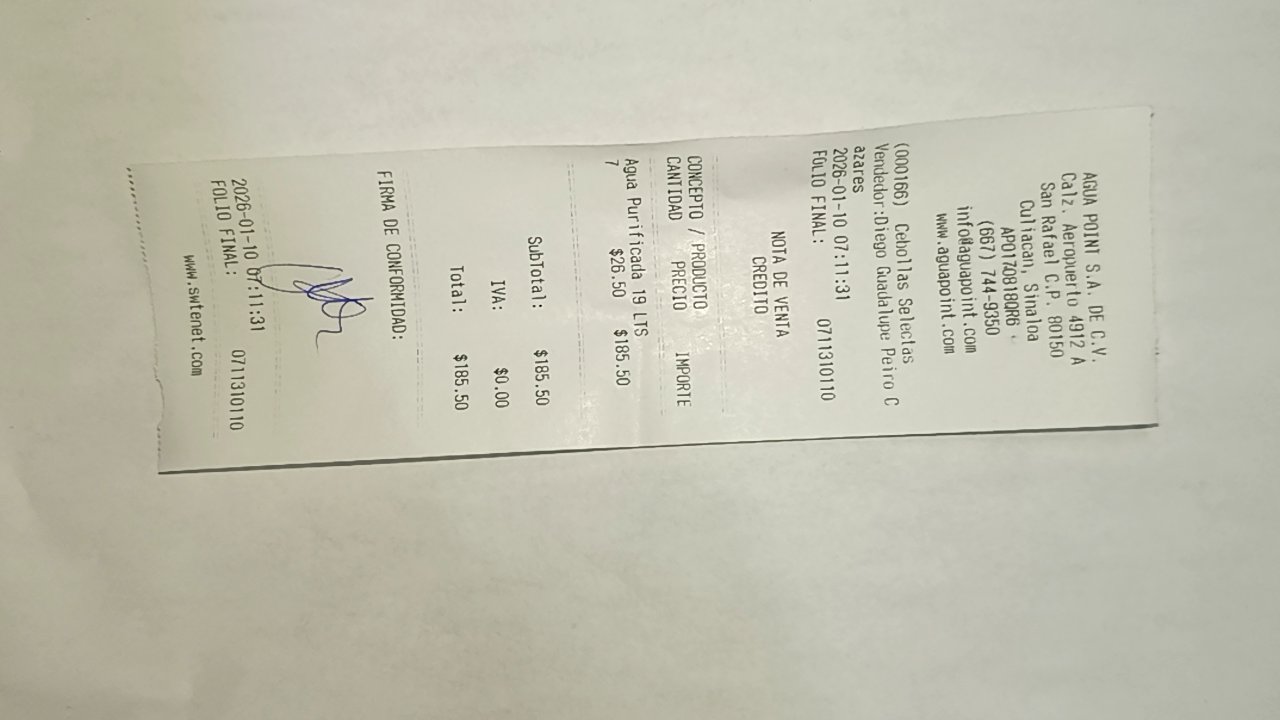 AGUA POINT S.A. DE C.V.
Calz. Aeropuerto 4912 A
San Rafael C.P. 80150
Culiacan, Sinaloa
APO170818QR6
(667) 744-9350
info@aguapoint.com
www.aguapoint.com
(000166) Cebollas Selectas
Vendedor:Diego Guadalupe Peiro C
azares
2026-01-10 07:11:31
FOLIO FINAL: 0711310110
NOTA DE VENTA
CREDITO
CONCEPTO / PRODUCTO
CANTIDAD PRECIO IMPORTE
Agua Purificada 19 LTS
7 $26.50 $185.50
SubTotal: $185.50
IVA: $0.00
Total: $185.50
FIRMA DE CONFORMIDAD:
2026-01-10 07:11:31
FOLIO FINAL: 0711310110
www.swtenet.com